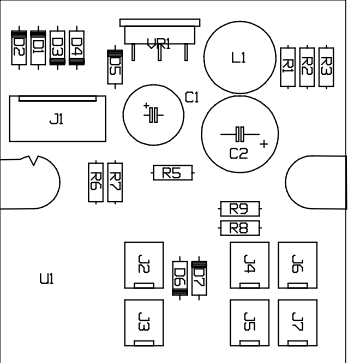 D2 D1 D3 D4
VR1
D5
L1
R1 R2 R3
C1
J1
C2
R6 R7
R5
R9
R8
U1
J2
D6 D7
J4 J6
J3
J5 J7